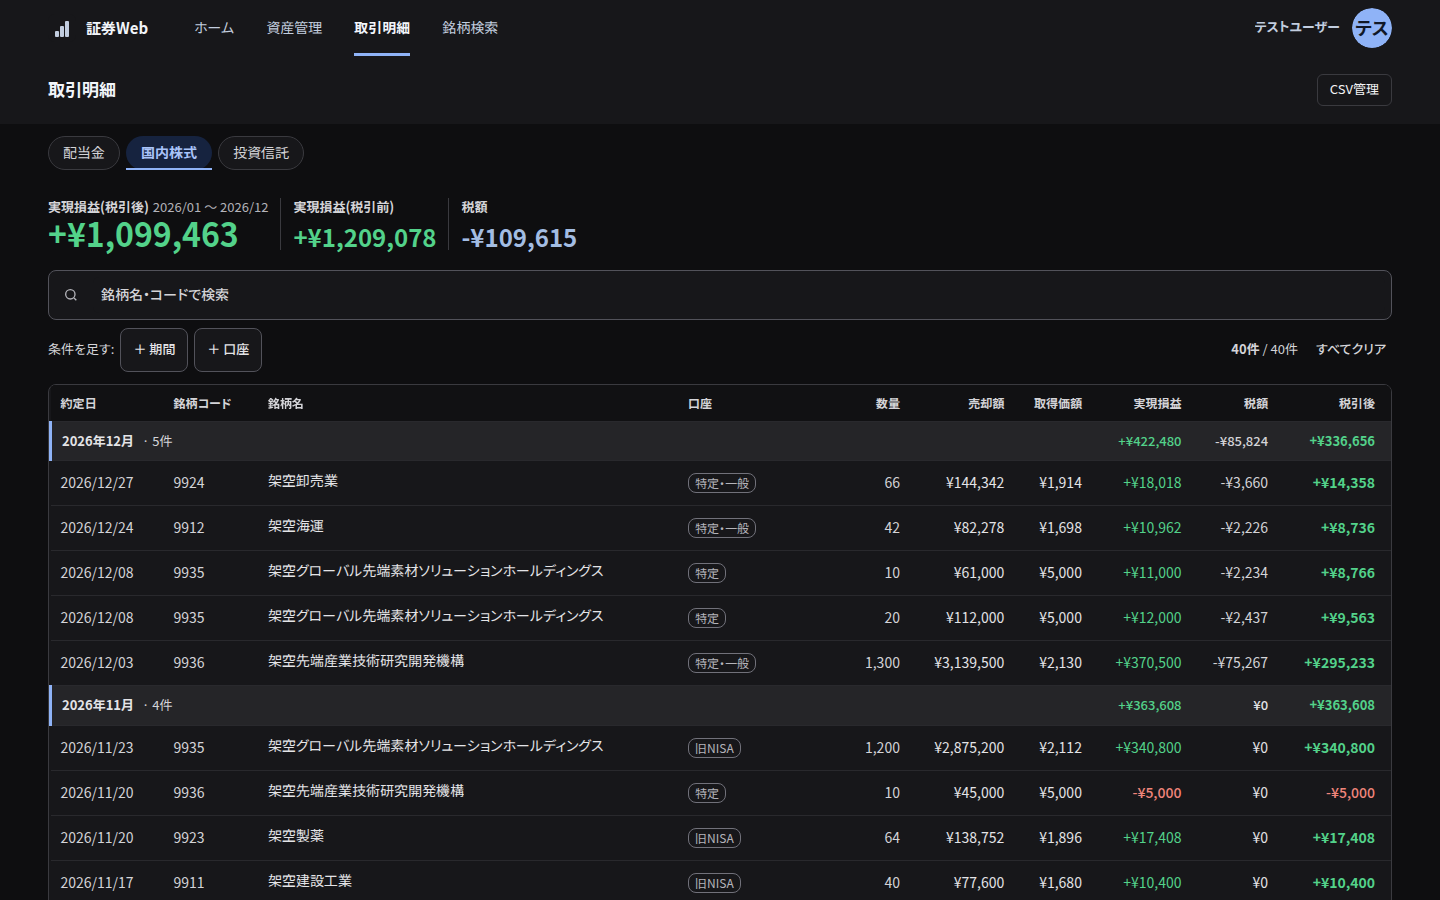 証券Web ホーム 資産管理 取引明細 銘柄検索 テストユーザー テス
取引明細 CSV管理
配当金 国内株式 投資信託
実現損益(税引後) 2026/01 ～ 2026/12 実現損益(税引前) 税額
+¥1,099,463 +¥1,209,078 -¥109,615
銘柄名・コードで検索
条件を足す: ＋ 期間 ＋ 口座 40件 / 40件 すべてクリア
約定日 銘柄コード 銘柄名 口座 数量 売却額 取得価額 実現損益 税額 税引後
2026年12月 · 5件 +¥422,480 -¥85,824 +¥336,656
2026/12/27 9924 架空卸売業 特定・一般 66 ¥144,342 ¥1,914 +¥18,018 -¥3,660 +¥14,358
2026/12/24 9912 架空海運 特定・一般 42 ¥82,278 ¥1,698 +¥10,962 -¥2,226 +¥8,736
2026/12/08 9935 架空グローバル先端素材ソリューションホールディングス 特定 10 ¥61,000 ¥5,000 +¥11,000 -¥2,234 +¥8,766
2026/12/08 9935 架空グローバル先端素材ソリューションホールディングス 特定 20 ¥112,000 ¥5,000 +¥12,000 -¥2,437 +¥9,563
2026/12/03 9936 架空先端産業技術研究開発機構 特定・一般 1,300 ¥3,139,500 ¥2,130 +¥370,500 -¥75,267 +¥295,233
2026年11月 · 4件 +¥363,608 ¥0 +¥363,608
2026/11/23 9935 架空グローバル先端素材ソリューションホールディングス 旧NISA 1,200 ¥2,875,200 ¥2,112 +¥340,800 ¥0 +¥340,800
2026/11/20 9936 架空先端産業技術研究開発機構 特定 10 ¥45,000 ¥5,000 -¥5,000 ¥0 -¥5,000
2026/11/20 9923 架空製薬 旧NISA 64 ¥138,752 ¥1,896 +¥17,408 ¥0 +¥17,408
2026/11/17 9911 架空建設工業 旧NISA 40 ¥77,600 ¥1,680 +¥10,400 ¥0 +¥10,400